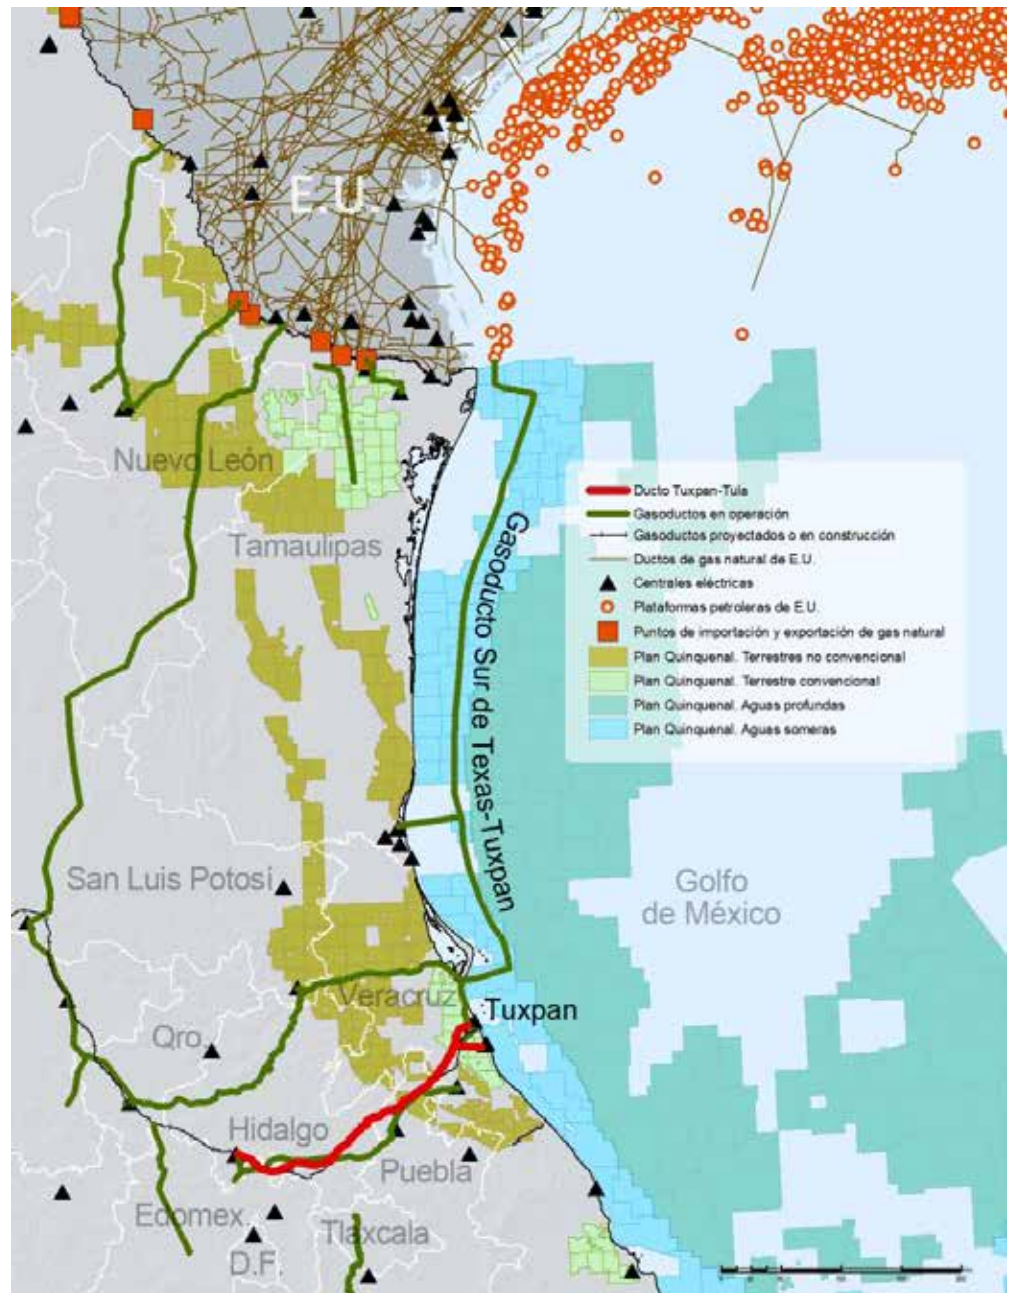 E.U.
Nuevo León
Tamaulipas
Ducto Tuxpan-Tula
Gasoductos en operación
Gasoductos proyectados o en construcción
Ductos de gas natural de E.U.
Centrales eléctricas
Plataformas petroleras de E.U.
Puntos de importación y exportación de gas natural
Plan Quinquenal. Terrestres no convencional
Plan Quinquenal. Terrestre convencional
Plan Quinquenal. Aguas profundas
Plan Quinquenal. Aguas someras
Gasoducto Sur de Texas-Tuxpan
San Luis Potosí
Golfo
de México
Veracruz
Tuxpan
Qro.
Hidalgo
Puebla
Edomex.
Tlaxcala
D.F.